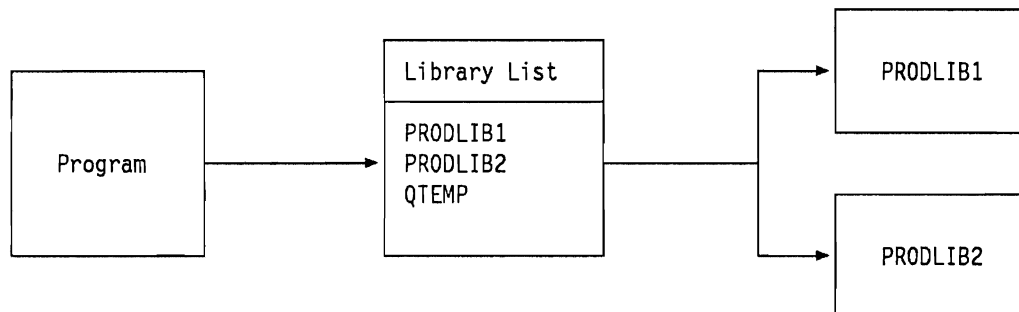 Program
Library List
PRODLIB1
PRODLIB2
QTEMP
PRODLIB1
PRODLIB2